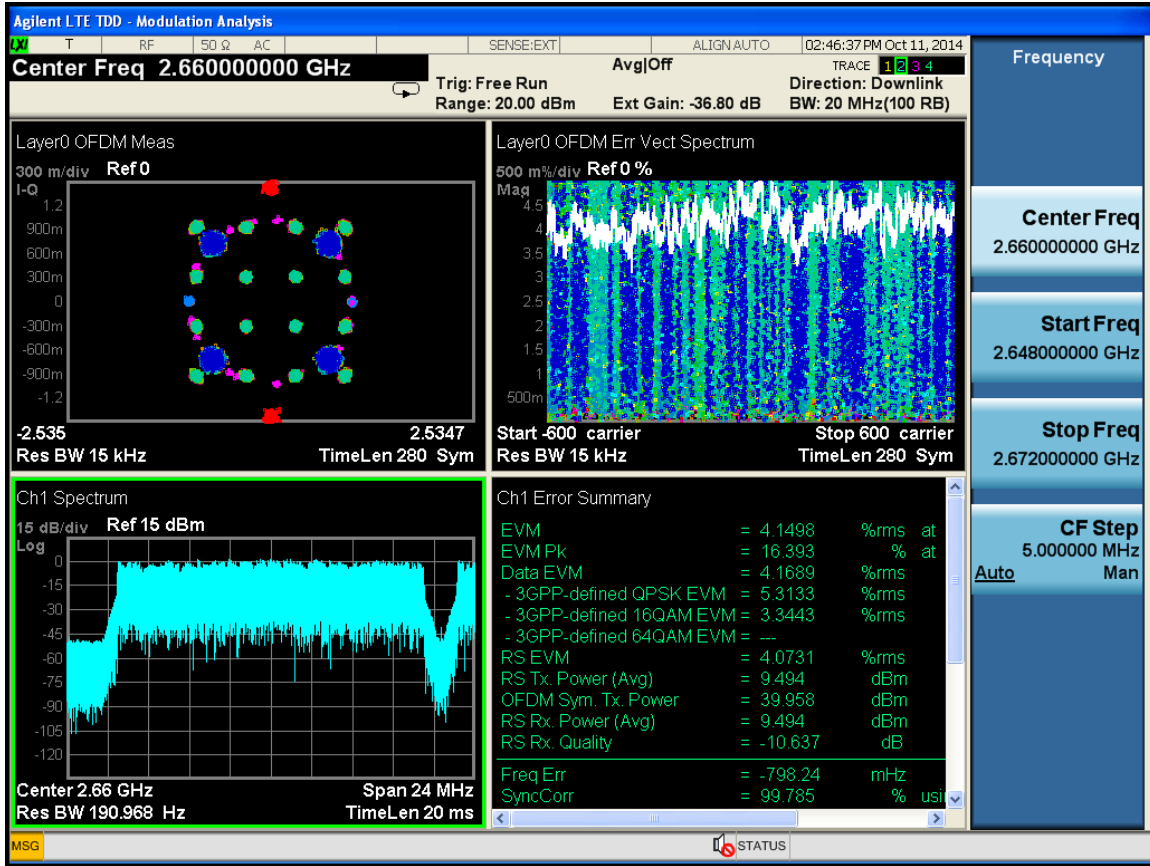 Agilent LTE TDD - Modulation Analysis
LXI T RF 50 Ω AC SENSE:EXT ALIGN AUTO 02:46:37 PM Oct 11, 2014
Center Freq 2.660000000 GHz
Avg|Off
TRACE 1 2 3 4
Trig: Free Run
Direction: Downlink
Range: 20.00 dBm Ext Gain: -36.80 dB BW: 20 MHz(100 RB)
Layer0 OFDM Meas
300 m/div Ref 0
I-Q
1.2
900m
600m
300m
0
-300m
-600m
-900m
-1.2
-2.535 2.5347
Res BW 15 kHz TimeLen 280 Sym
Layer0 OFDM Err Vect Spectrum
500 m%/div Ref 0 %
Mag
4.5
4
3.5
3
2.5
2
1.5
1
500m
Start -600 carrier Stop 600 carrier
Res BW 15 kHz TimeLen 280 Sym
Ch1 Spectrum
15 dB/div Ref 15 dBm
Log
0
-15
-30
-45
-60
-75
-90
-105
-120
Center 2.66 GHz Span 24 MHz
Res BW 190.968 Hz TimeLen 20 ms
Ch1 Error Summary
EVM = 4.1498 %rms at
EVM Pk = 16.393 % at
Data EVM = 4.1689 %rms
- 3GPP-defined QPSK EVM = 5.3133 %rms
- 3GPP-defined 16QAM EVM = 3.3443 %rms
- 3GPP-defined 64QAM EVM = ---
RS EVM = 4.0731 %rms
RS Tx. Power (Avg) = 9.494 dBm
OFDM Sym. Tx. Power = 39.958 dBm
RS Rx. Power (Avg) = 9.494 dBm
RS Rx. Quality = -10.637 dB
Freq Err = -798.24 mHz
SyncCorr = 99.785 % usi
Frequency
Center Freq
2.660000000 GHz
Start Freq
2.648000000 GHz
Stop Freq
2.672000000 GHz
CF Step
5.000000 MHz
Auto Man
MSG STATUS